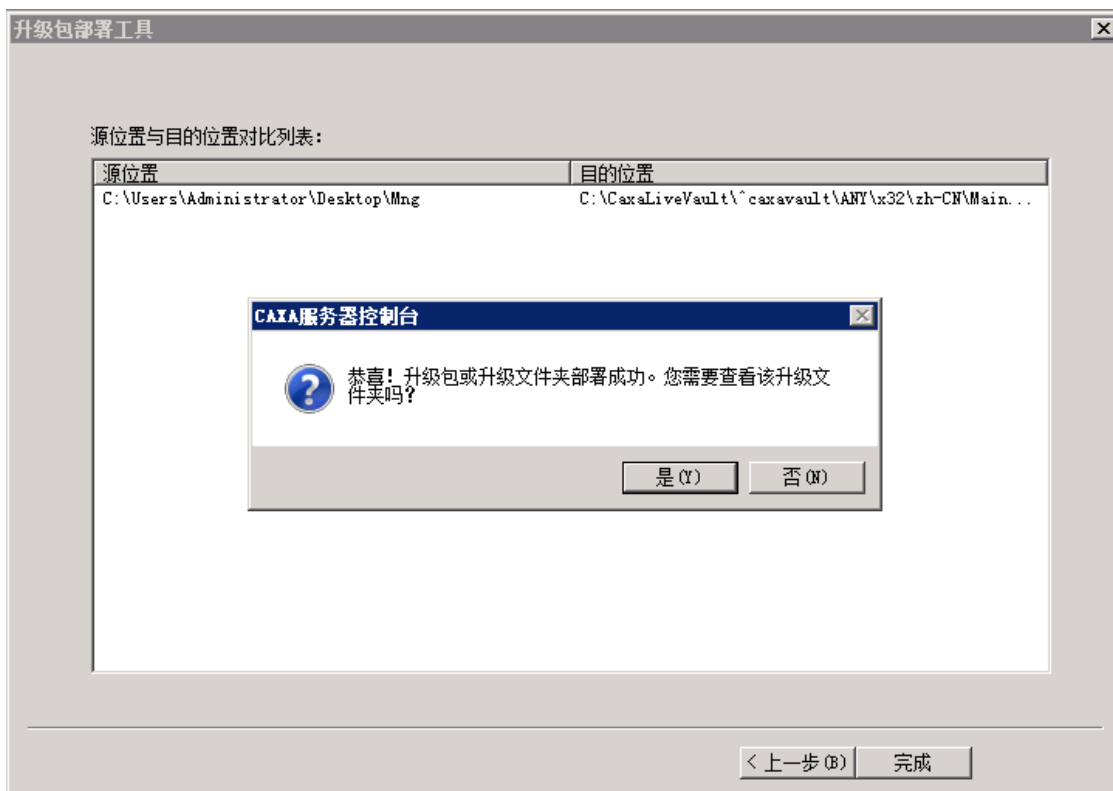 升级包部署工具
源位置与目的位置对比列表:
源位置 目的位置
C:\Users\Administrator\Desktop\Mng C:\CaxaLiveVault\^caxavault\ANY\x32\zh-CN\Main...
CAXA服务器控制台
恭喜! 升级包或升级文件夹部署成功。您需要查看该升级文
件夹吗?
是(Y) 否(N)
< 上一步(B) 完成